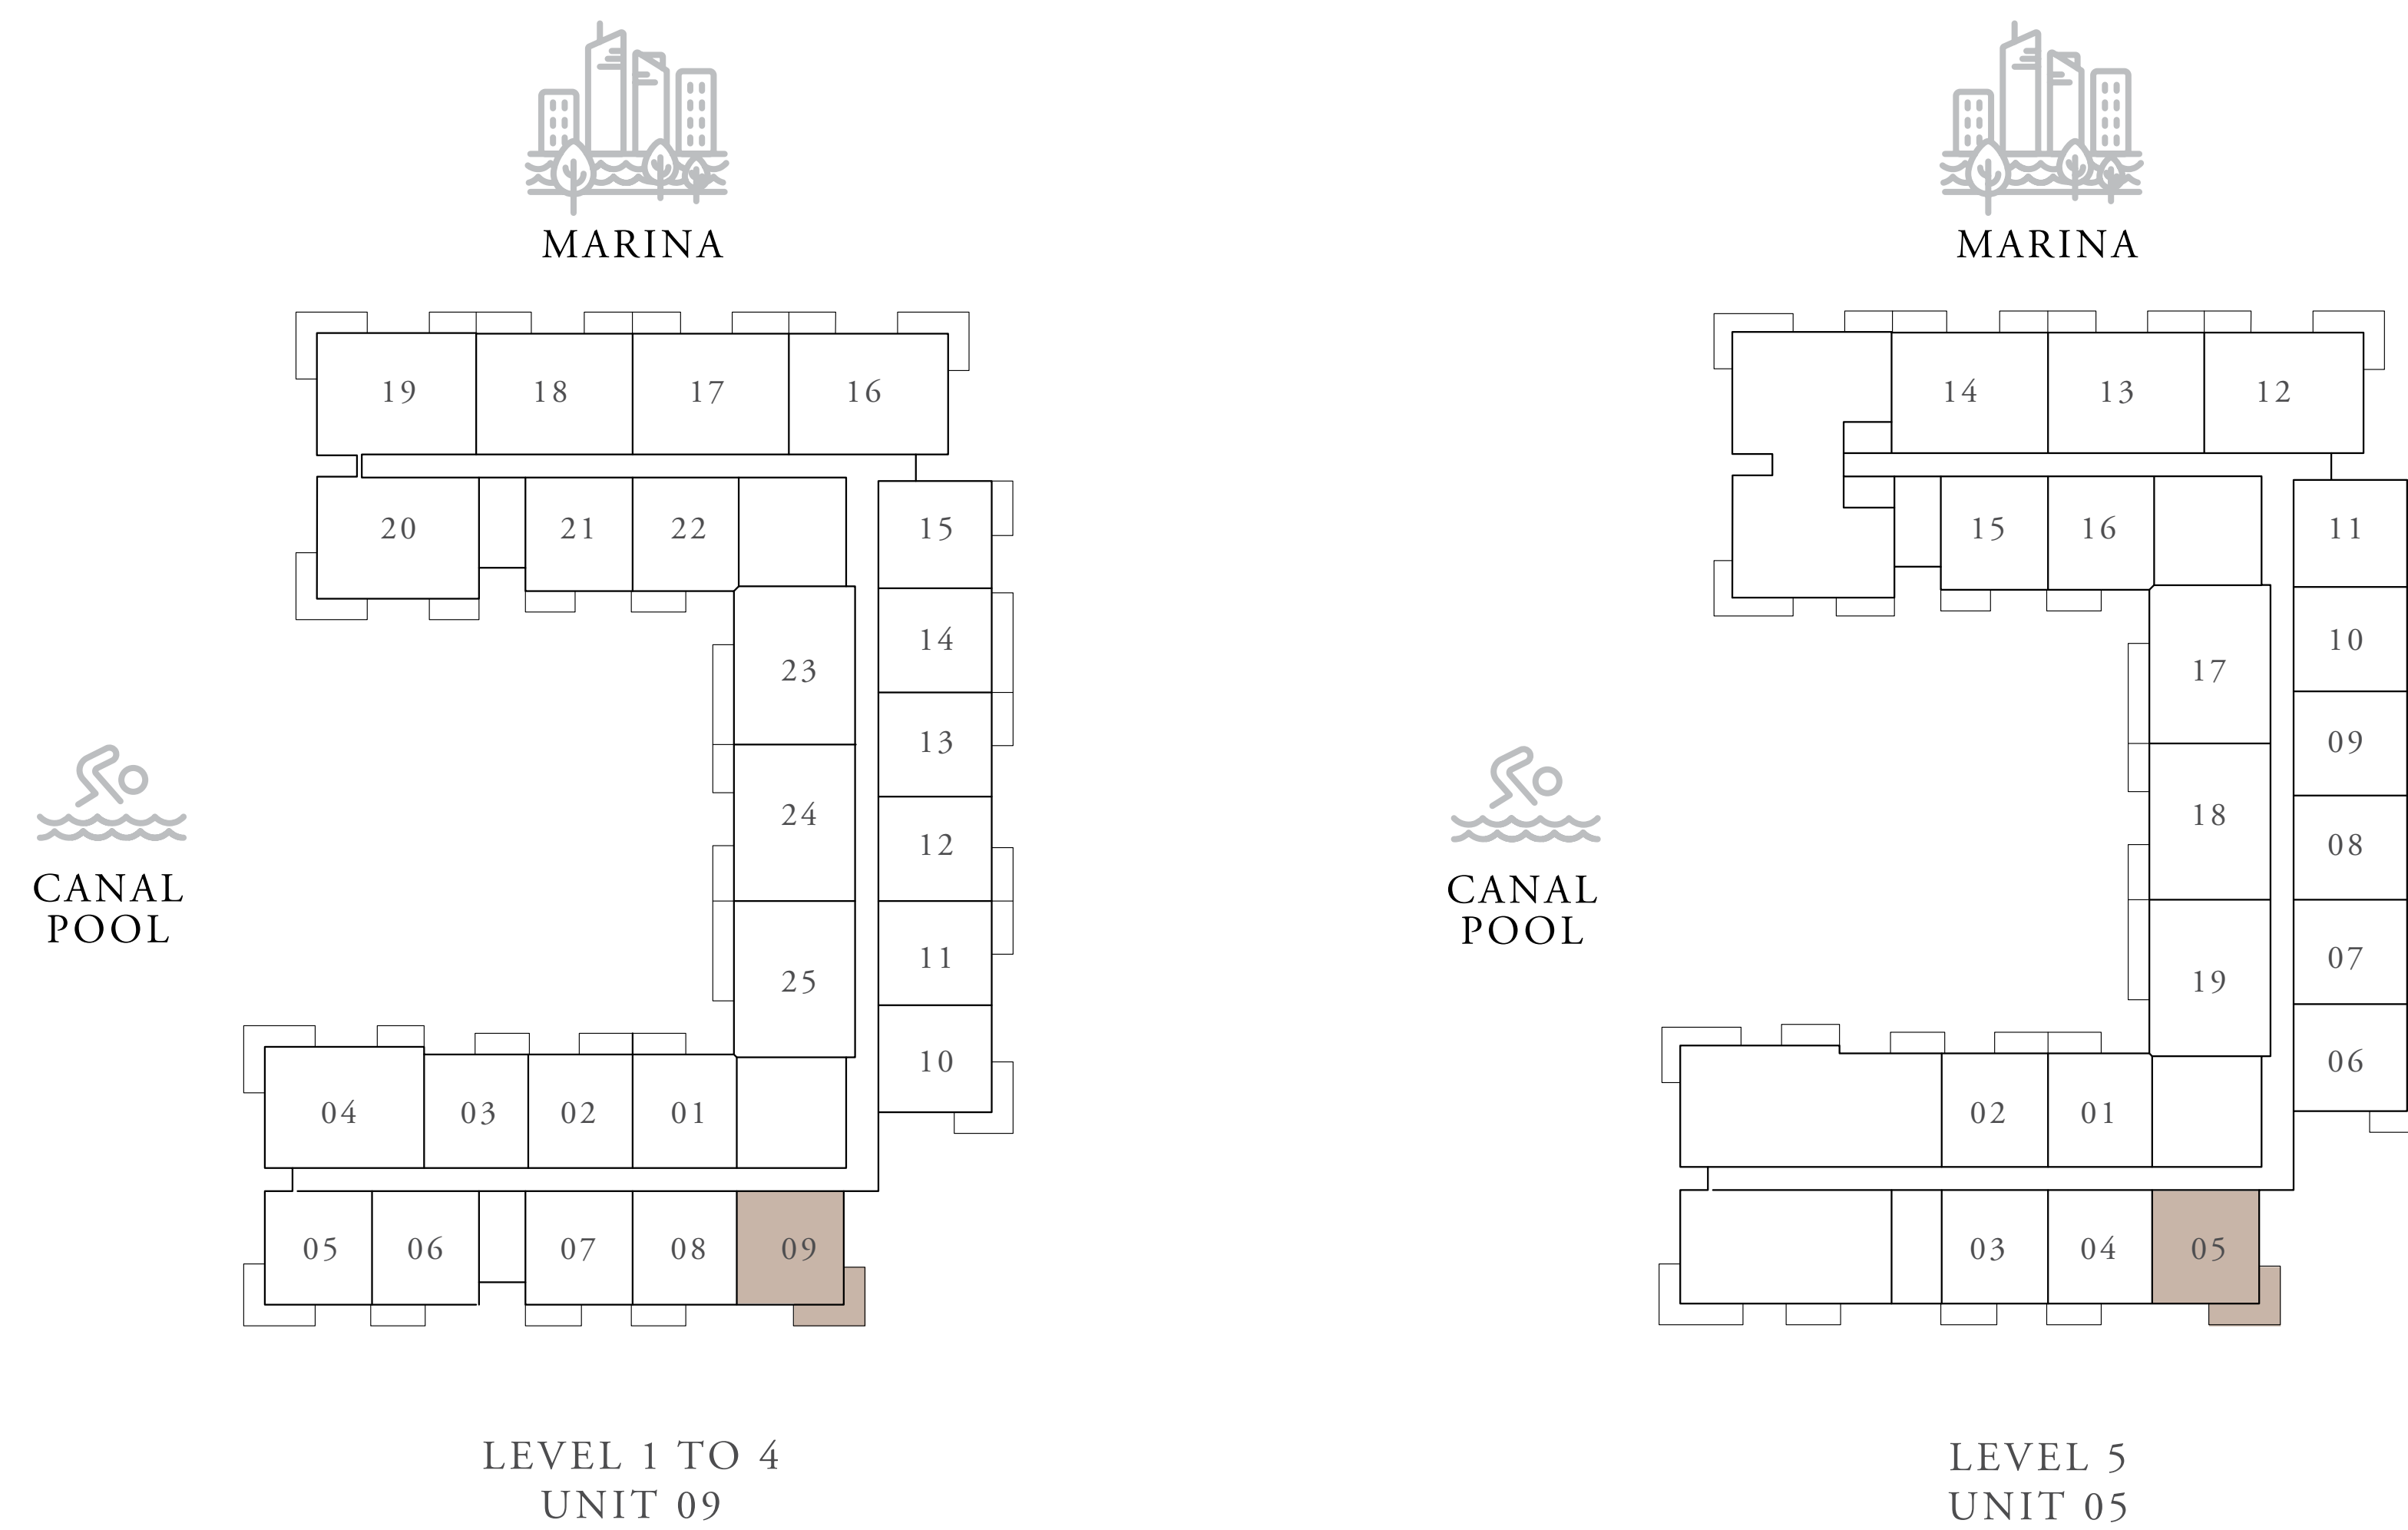 MARINA
19 18 17 16
20 21 22 15
14
23
13
24 12
11
25
10
04 03 02 01
05 06 07 08 09
CANAL
POOL
LEVEL 1 TO 4
UNIT 09
MARINA
14 13 12
15 16 11
10
17
09
18 08
07
19
06
02 01
03 04 05
CANAL
POOL
LEVEL 5
UNIT 05